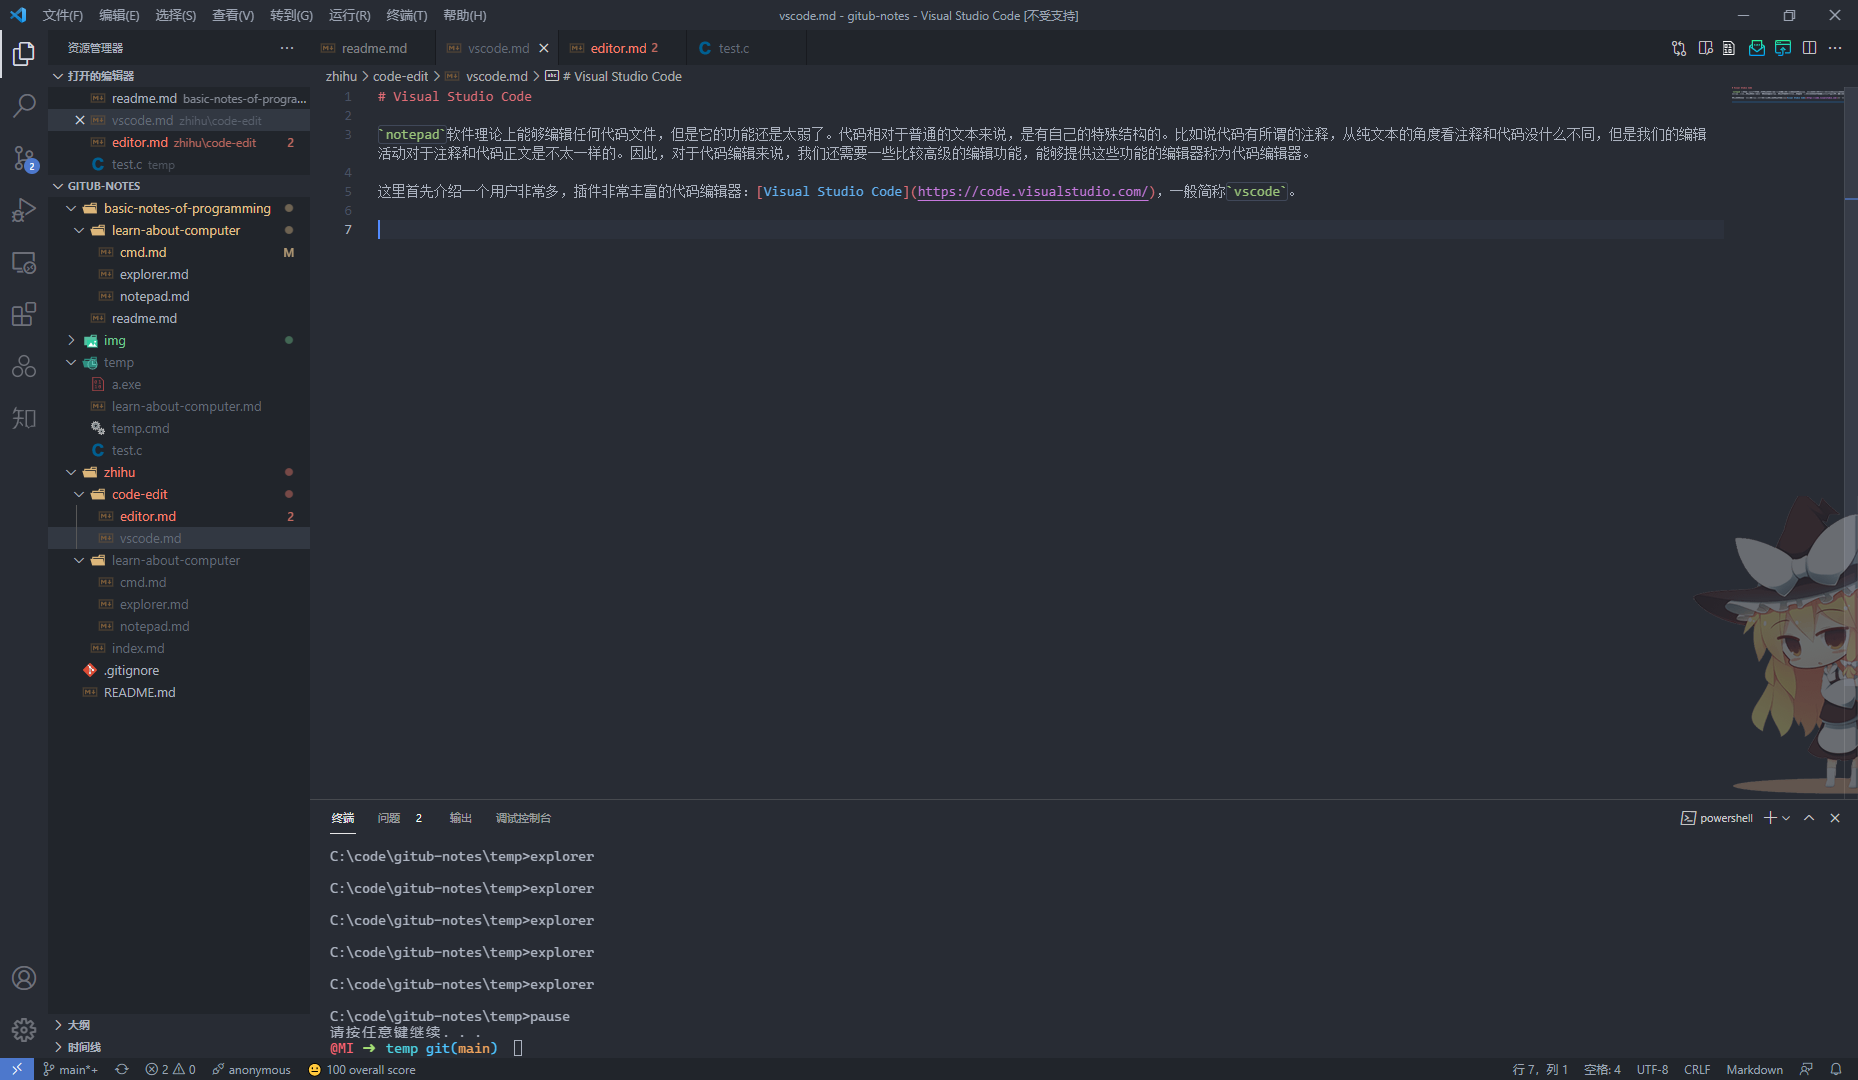 文件(F) 编辑(E) 选择(S) 查看(V) 转到(G) 运行(R) 终端(T) 帮助(H)
vscode.md - gitub-notes - Visual Studio Code [不受支持]
资源管理器
打开的编辑器
readme.md basic-notes-of-progra...
vscode.md zhihu\code-edit
editor.md zhihu\code-edit 2
test.c temp
GITUB-NOTES
basic-notes-of-programming
learn-about-computer
cmd.md M
explorer.md
notepad.md
readme.md
img
temp
a.exe
learn-about-computer.md
temp.cmd
test.c
zhihu
code-edit
editor.md 2
vscode.md
learn-about-computer
cmd.md
explorer.md
notepad.md
index.md
.gitignore
README.md
大纲
时间线
2
知
readme.md vscode.md editor.md 2 test.c
zhihu > code-edit > vscode.md > # Visual Studio Code
1 # Visual Studio Code
2
3 `notepad`软件理论上能够编辑任何代码文件，但是它的功能还是太弱了。代码相对于普通的文本来说，是有自己的特殊结构的。比如说代码有所谓的注释，从纯文本的角度看注释和代码没什么不同，但是我们的编辑
活动对于注释和代码正文是不太一样的。因此，对于代码编辑来说，我们还需要一些比较高级的编辑功能，能够提供这些功能的编辑器称为代码编辑器。
4
5 这里首先介绍一个用户非常多，插件非常丰富的代码编辑器：[Visual Studio Code](https://code.visualstudio.com/)，一般简称`vscode`。
6
7
终端 问题 2 输出 调试控制台
powershell
C:\code\gitub-notes\temp>explorer
C:\code\gitub-notes\temp>explorer
C:\code\gitub-notes\temp>explorer
C:\code\gitub-notes\temp>explorer
C:\code\gitub-notes\temp>explorer
C:\code\gitub-notes\temp>pause
请按任意键继续. . .
@MI ➜ temp git(main)
main*+ 2 0 anonymous 100 overall score
行 7，列 1 空格: 4 UTF-8 CRLF Markdown